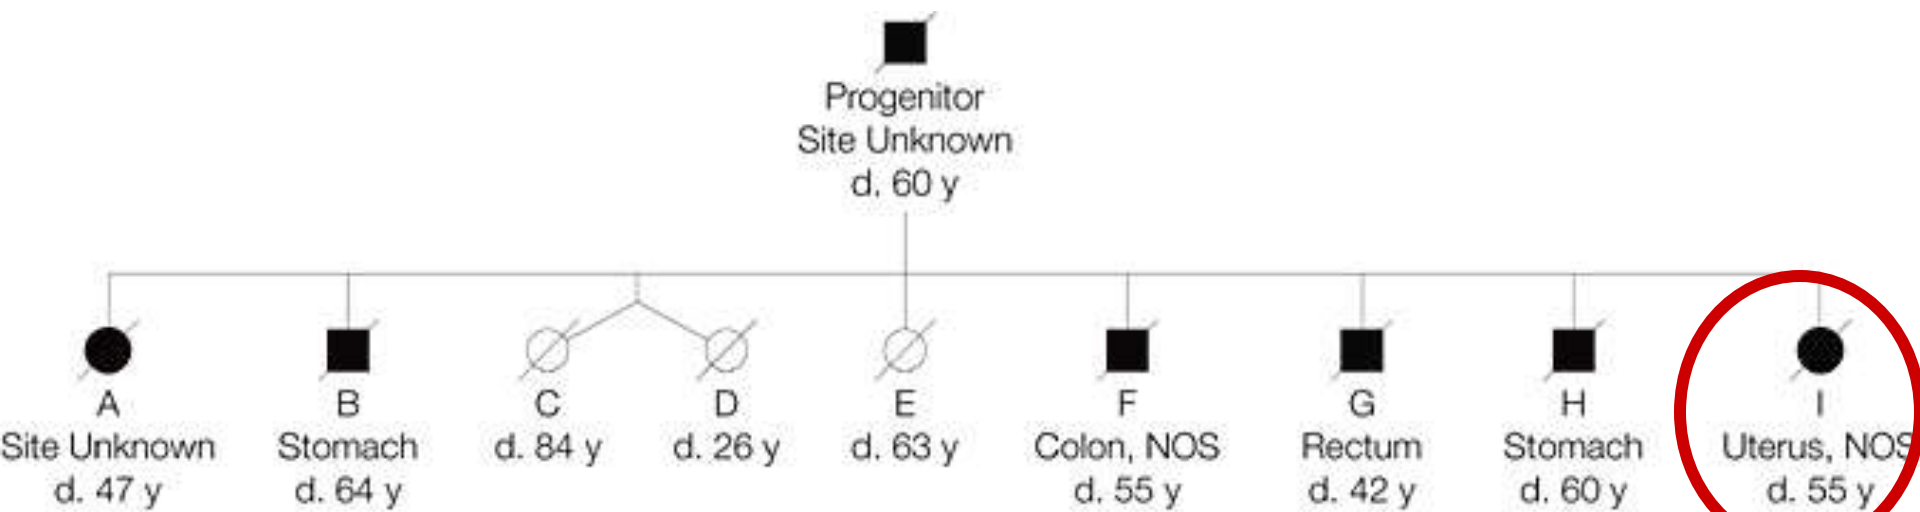 Progenitor
Site Unknown
d. 60 y
A
Site Unknown
d. 47 y
B
Stomach
d. 64 y
C
d. 84 y
D
d. 26 y
E
d. 63 y
F
Colon, NOS
d. 55 y
G
Rectum
d. 42 y
H
Stomach
d. 60 y
I
Uterus, NOS
d. 55 y